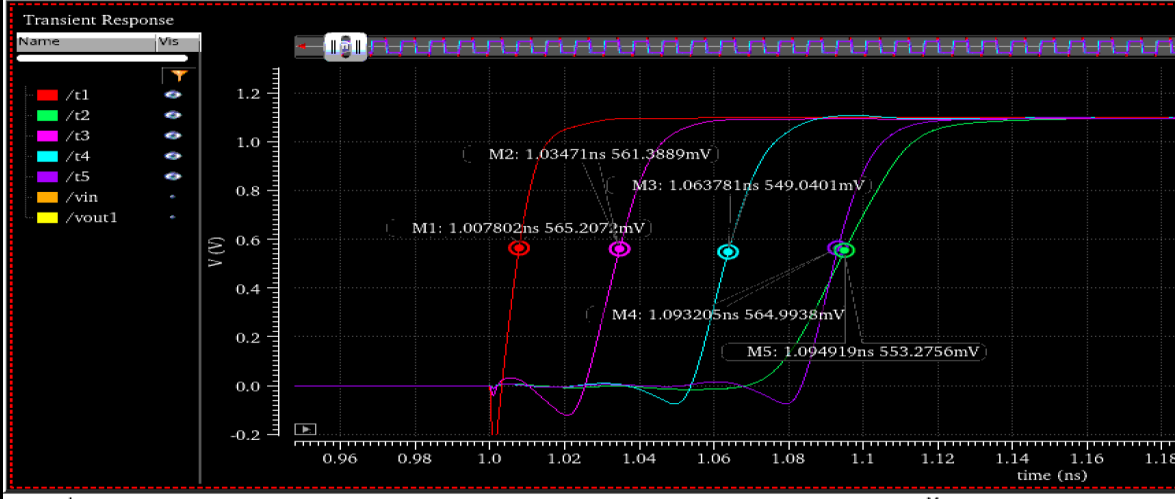 Transient Response
Name Vis
/t1
/t2
/t3
/t4
/t5
/vin
/vout1
V (V)
1.2
1.0
0.8
0.6
0.4
0.2
0.0
-0.2
M2: 1.03471ns 561.3889mV
M3: 1.063781ns 549.0401mV
M1: 1.007802ns 565.2072mV
M4: 1.093205ns 564.9938mV
M5: 1.094919ns 553.2756mV
0.96 0.98 1.0 1.02 1.04 1.06 1.08 1.1 1.12 1.14 1.16 1.18
time (ns)